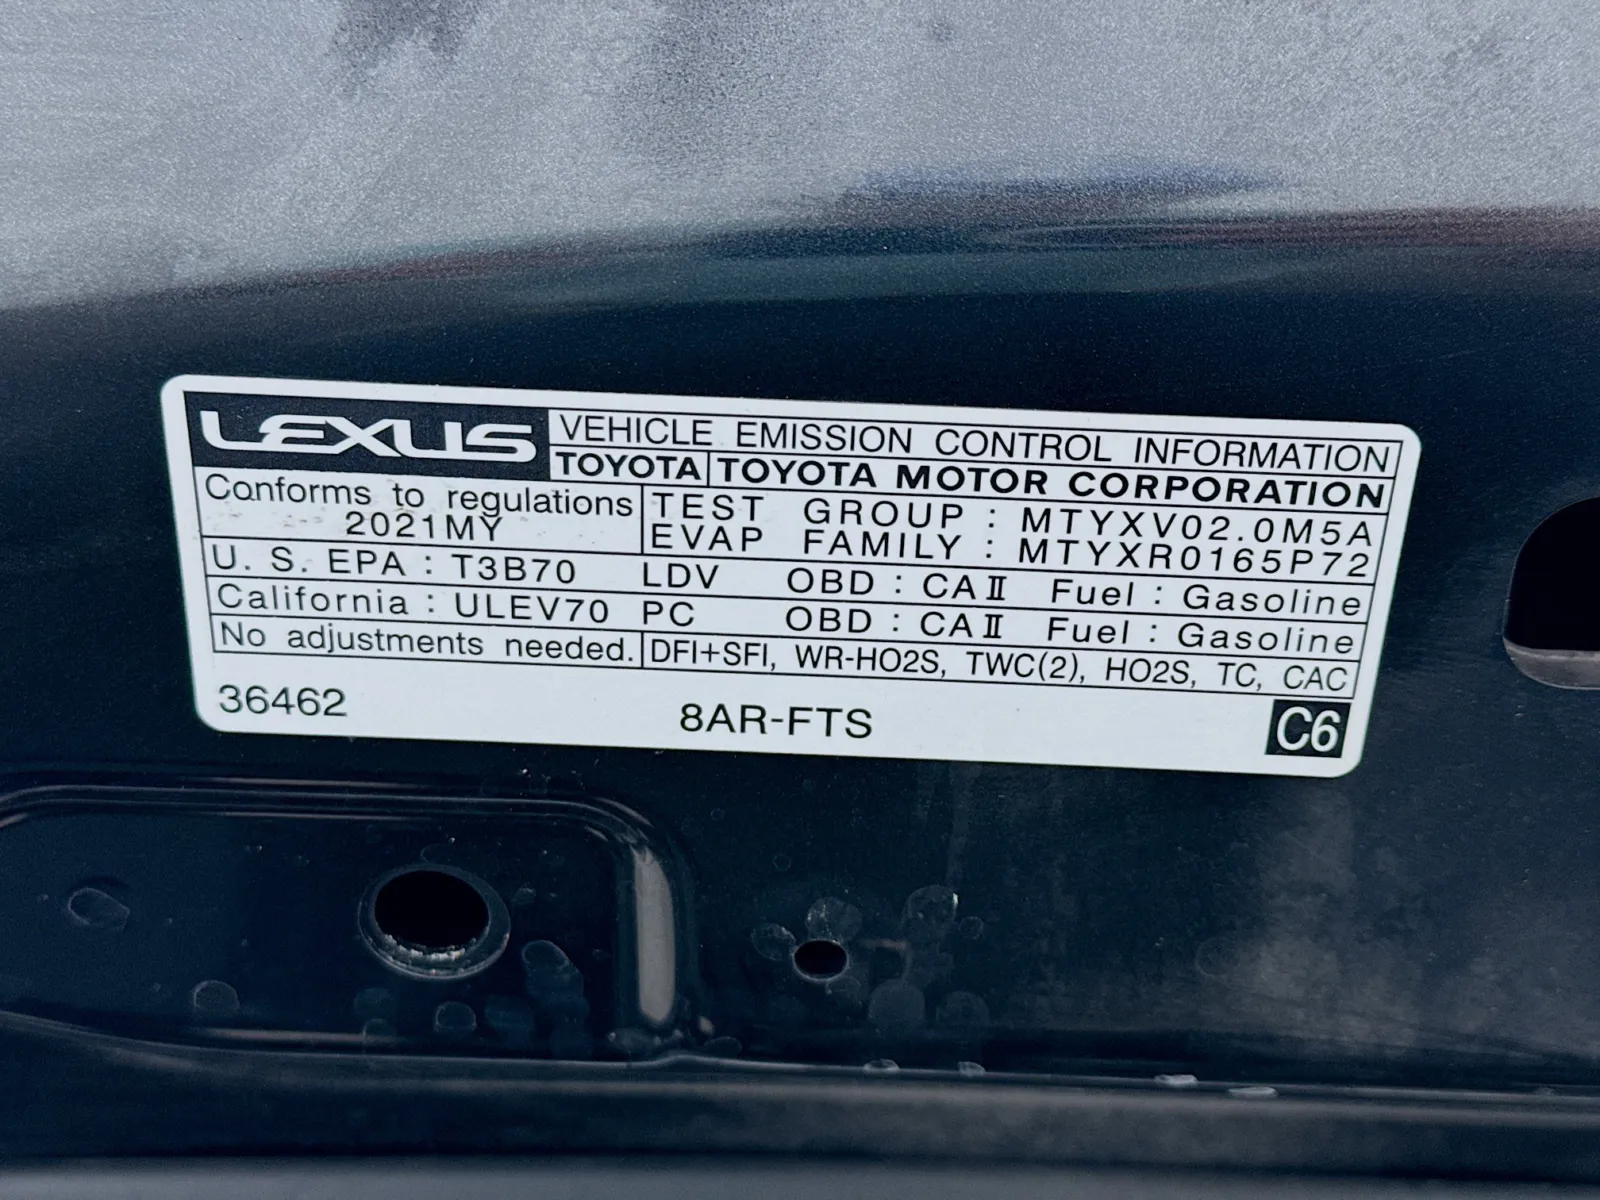 LEXUS VEHICLE EMISSION CONTROL INFORMATION
TOYOTA TOYOTA MOTOR CORPORATION
Conforms to regulations TEST GROUP : MTYXV02.0M5A
2021MY EVAP FAMILY : MTYXR0165P72
U. S. EPA : T3B70 LDV OBD : CAⅡ Fuel : Gasoline
California : ULEV70 PC OBD : CAⅡ Fuel : Gasoline
No adjustments needed. DFI+SFI, WR-HO2S, TWC(2), HO2S, TC, CAC
36462 8AR-FTS C6